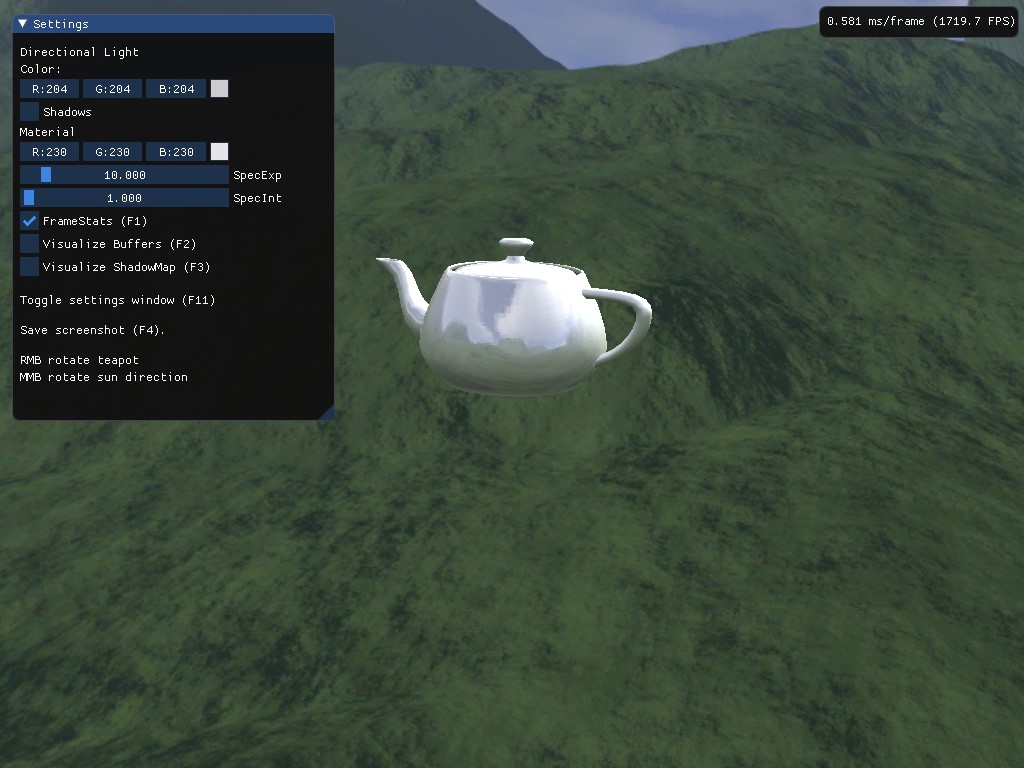 Settings
0.581 ms/frame (1719.7 FPS)
Directional Light
Color:
R:204 G:204 B:204
Shadows
Material
R:230 G:230 B:230
10.000 SpecExp
1.000 SpecInt
FrameStats (F1)
Visualize Buffers (F2)
Visualize ShadowMap (F3)
Toggle settings window (F11)
Save screenshot (F4).
RMB rotate teapot
MMB rotate sun direction